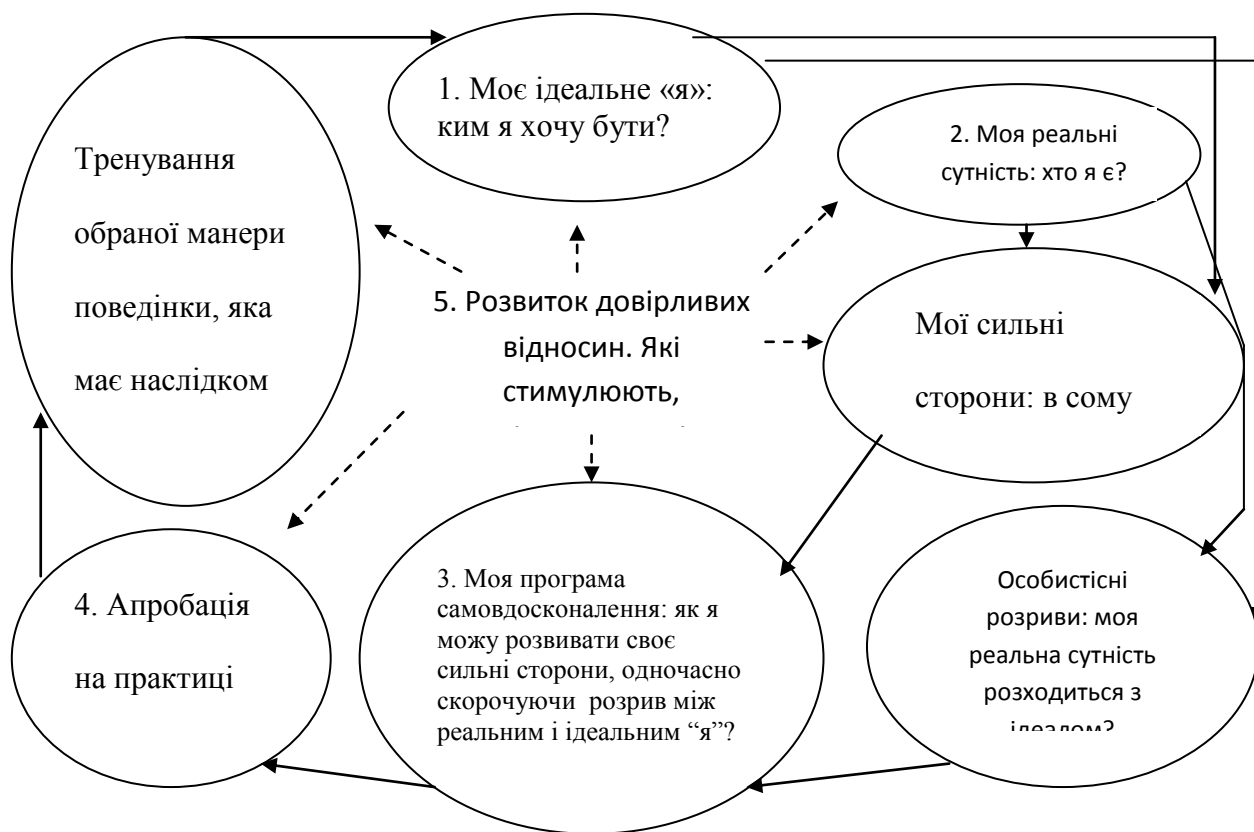 1. Моє ідеальне «я»:
ким я хочу бути?
2. Моя реальні
сутність: хто я є?
Тренування
обраної манери
поведінки, яка
має наслідком
5. Розвиток довірливих
відносин. Які
стимулюють,
Мої сильні
сторони: в сому
4. Апробація
на практиці
3. Моя програма
самовдосконалення: як я
можу розвивати своє
сильні сторони, одночасно
скорочуючи розрив між
реальним і ідеальним “я”?
Особистісні
розриви: моя
реальна сутність
розходиться з
ідеалом?